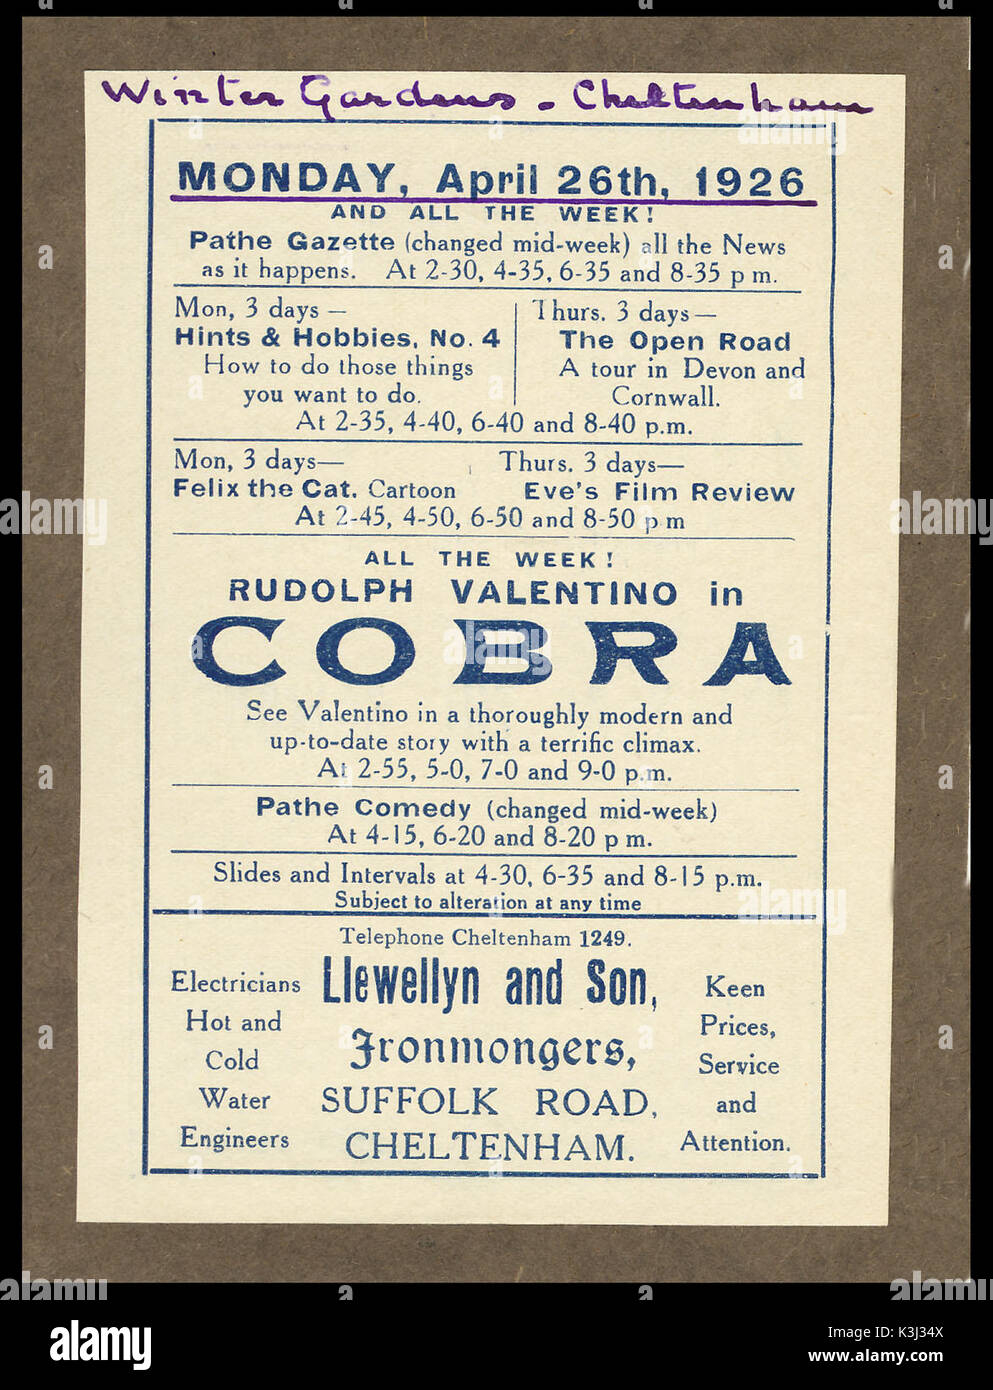 Winter Gardens - Cheltenham
MONDAY, April 26th, 1926
AND ALL THE WEEK!
Pathe Gazette (changed mid-week) all the News
as it happens. At 2-30, 4-35, 6-35 and 8-35 p m.
Mon, 3 days —
Hints & Hobbies, No. 4
How to do those things
you want to do.
Thurs. 3 days —
The Open Road
A tour in Devon and
Cornwall.
At 2-35, 4-40, 6-40 and 8-40 p.m.
Mon, 3 days—
Felix the Cat. Cartoon
Thurs. 3 days—
Eve's Film Review
At 2-45, 4-50, 6-50 and 8-50 p m
ALL THE WEEK!
RUDOLPH VALENTINO in
COBRA
See Valentino in a thoroughly modern and
up-to-date story with a terrific climax.
At 2-55, 5-0, 7-0 and 9-0 p.m.
Pathe Comedy (changed mid-week)
At 4-15, 6-20 and 8-20 p m.
Slides and Intervals at 4-30, 6-35 and 8-15 p.m.
Subject to alteration at any time
Telephone Cheltenham 1249.
Electricians
Hot and
Cold
Water
Engineers
Llewellyn and Son,
Ironmongers,
SUFFOLK ROAD,
CHELTENHAM.
Keen
Prices,
Service
and
Attention.
a alamy stock photo
K3J34X
www.alamy.com